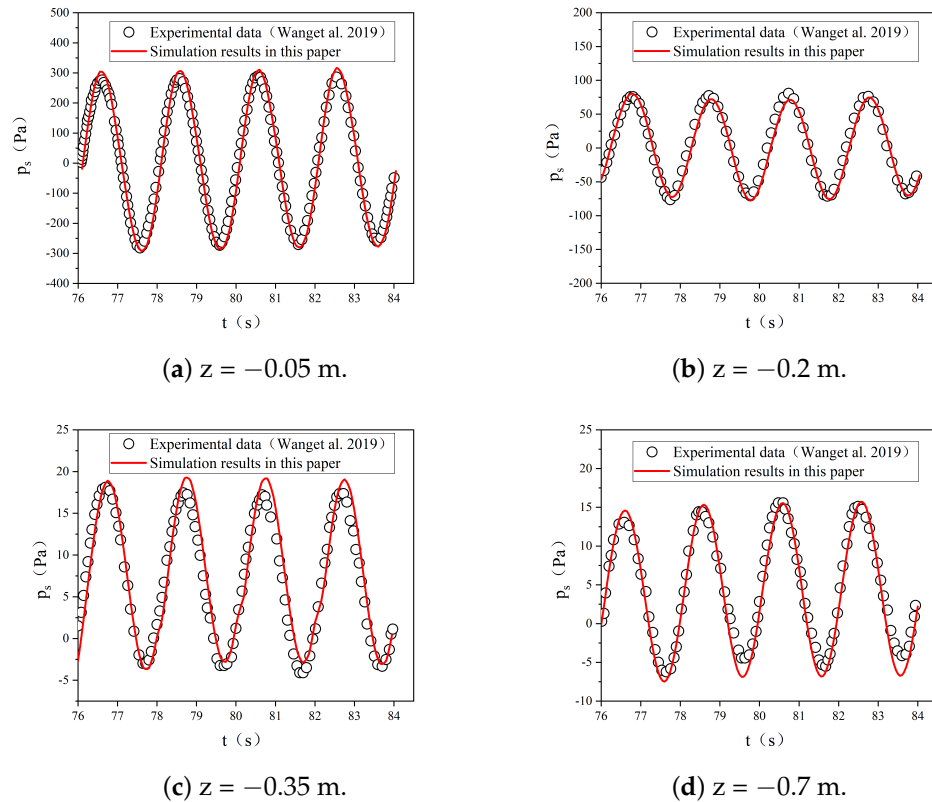 Experimental data（Wanget al. 2019）
Simulation results in this paper
500
400
300
200
100
0
-100
-200
-300
-400
pₛ（Pa）
76 77 78 79 80 81 82 83 84
t（s）
(a) z = −0.05 m.
Experimental data（Wanget al. 2019）
Simulation results in this paper
200
150
100
50
0
-50
-100
-150
-200
pₛ（Pa）
76 77 78 79 80 81 82 83 84
t（s）
(b) z = −0.2 m.
Experimental data（Wanget al. 2019）
Simulation results in this paper
25
20
15
10
5
0
-5
pₛ（Pa）
76 77 78 79 80 81 82 83 84
t（s）
(c) z = −0.35 m.
Experimental data（Wanget al. 2019）
Simulation results in this paper
25
20
15
10
5
0
-5
-10
pₛ（Pa）
76 77 78 79 80 81 82 83 84
t（s）
(d) z = −0.7 m.